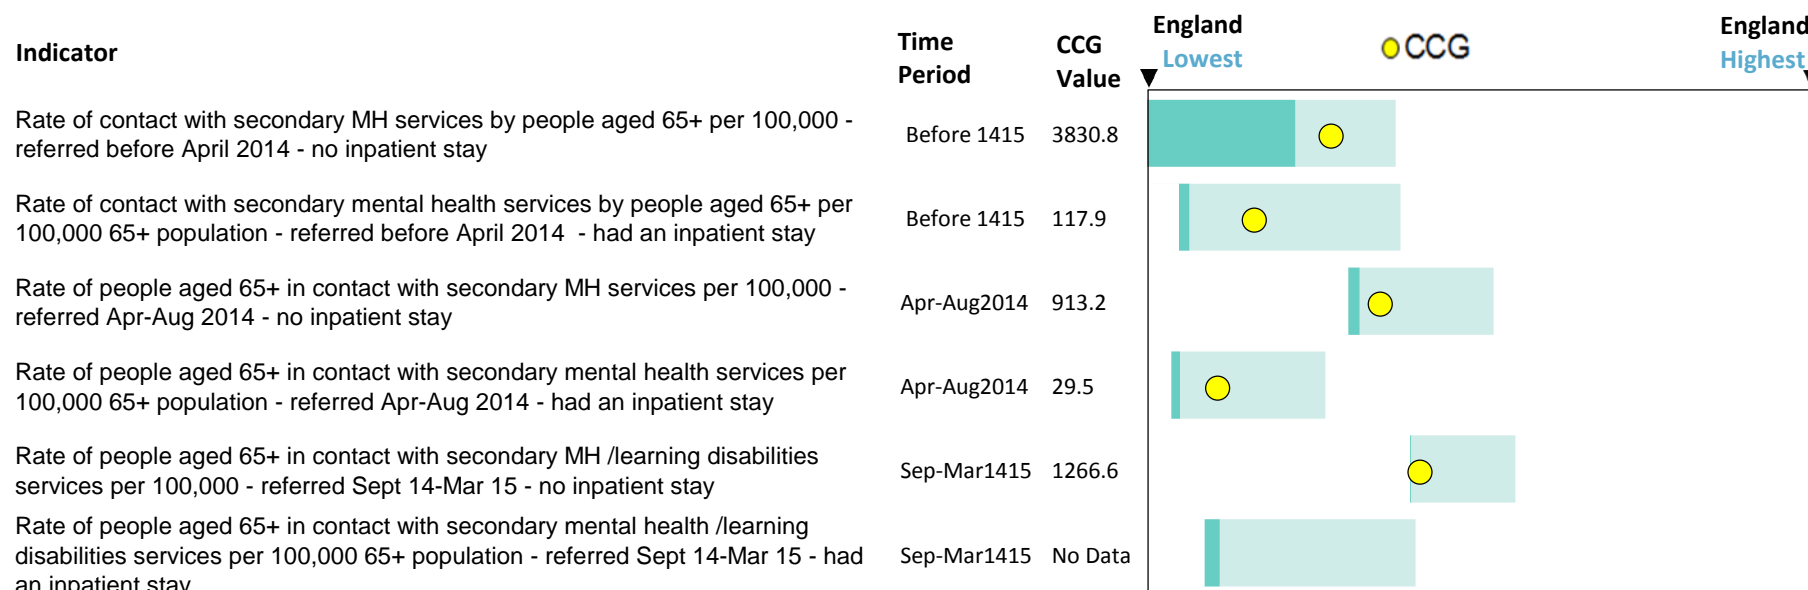 Indicator
Time
Period
CCG
Value
England
Lowest
CCG
England
Highest
Rate of contact with secondary MH services by people aged 65+ per 100,000 -
referred before April 2014 - no inpatient stay
Before 1415
3830.8
Rate of contact with secondary mental health services by people aged 65+ per
100,000 65+ population - referred before April 2014  - had an inpatient stay
Before 1415
117.9
Rate of people aged 65+ in contact with secondary MH services per 100,000 -
referred Apr-Aug 2014 - no inpatient stay
Apr-Aug2014
913.2
Rate of people aged 65+ in contact with secondary mental health services per
100,000 65+ population - referred Apr-Aug 2014 - had an inpatient stay
Apr-Aug2014
29.5
Rate of people aged 65+ in contact with secondary MH /learning disabilities
services per 100,000 - referred Sept 14-Mar 15 - no inpatient stay
Sep-Mar1415
1266.6
Rate of people aged 65+ in contact with secondary mental health /learning
disabilities services per 100,000 65+ population - referred Sept 14-Mar 15 - had
an inpatient stay
Sep-Mar1415
No Data